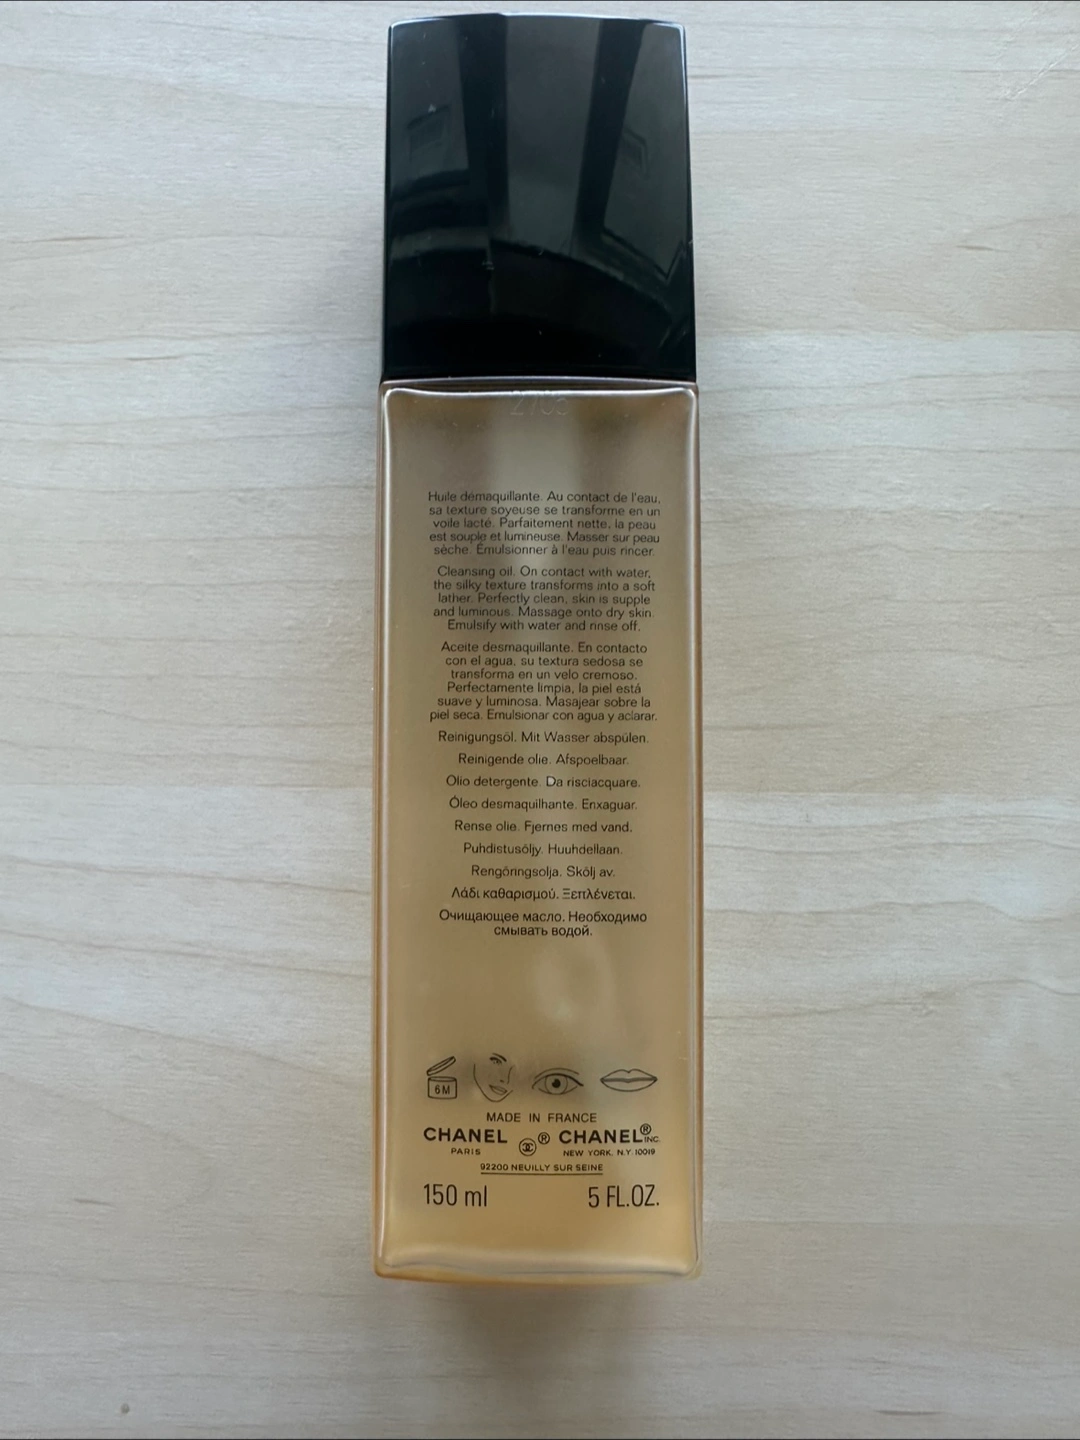 2705
Huile démaquillante. Au contact de l'eau,
sa texture soyeuse se transforme en un
voile lacté. Parfaitement nette, la peau
est souple et lumineuse. Masser sur peau
sèche. Émulsionner à l'eau puis rincer.
Cleansing oil. On contact with water,
the silky texture transforms into a soft
lather. Perfectly clean, skin is supple
and luminous. Massage onto dry skin.
Emulsify with water and rinse off.
Aceite desmaquillante. En contacto
con el agua, su textura sedosa se
transforma en un velo cremoso.
Perfectamente limpia, la piel está
suave y luminosa. Masajear sobre la
piel seca. Emulsionar con agua y aclarar.
Reinigungsöl. Mit Wasser abspülen.
Reinigende olie. Afspoelbaar.
Olio detergente. Da risciacquare.
Óleo desmaquilhante. Enxaguar.
Rense olie. Fjernes med vand.
Puhdistusöljy. Huuhdellaan.
Rengöringsolja. Skölj av.
Λάδι καθαρισμού. Ξεπλένεται.
Очищающее масло. Необходимо
смывать водой.
6M
MADE IN FRANCE
CHANEL ® CHANEL® INC.
PARIS NEW YORK. N.Y. 10019
92200 NEUILLY SUR SEINE
150 ml 5 FL.OZ.